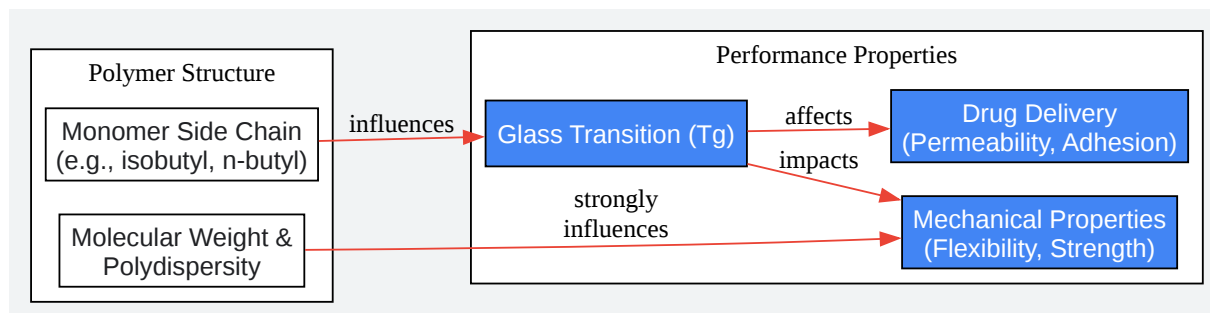 Polymer Structure
Monomer Side Chain
(e.g., isobutyl, n-butyl)
Molecular Weight &
Polydispersity
influences
strongly
influences
Performance Properties
Glass Transition (Tg)
affects
impacts
Drug Delivery
(Permeability, Adhesion)
Mechanical Properties
(Flexibility, Strength)